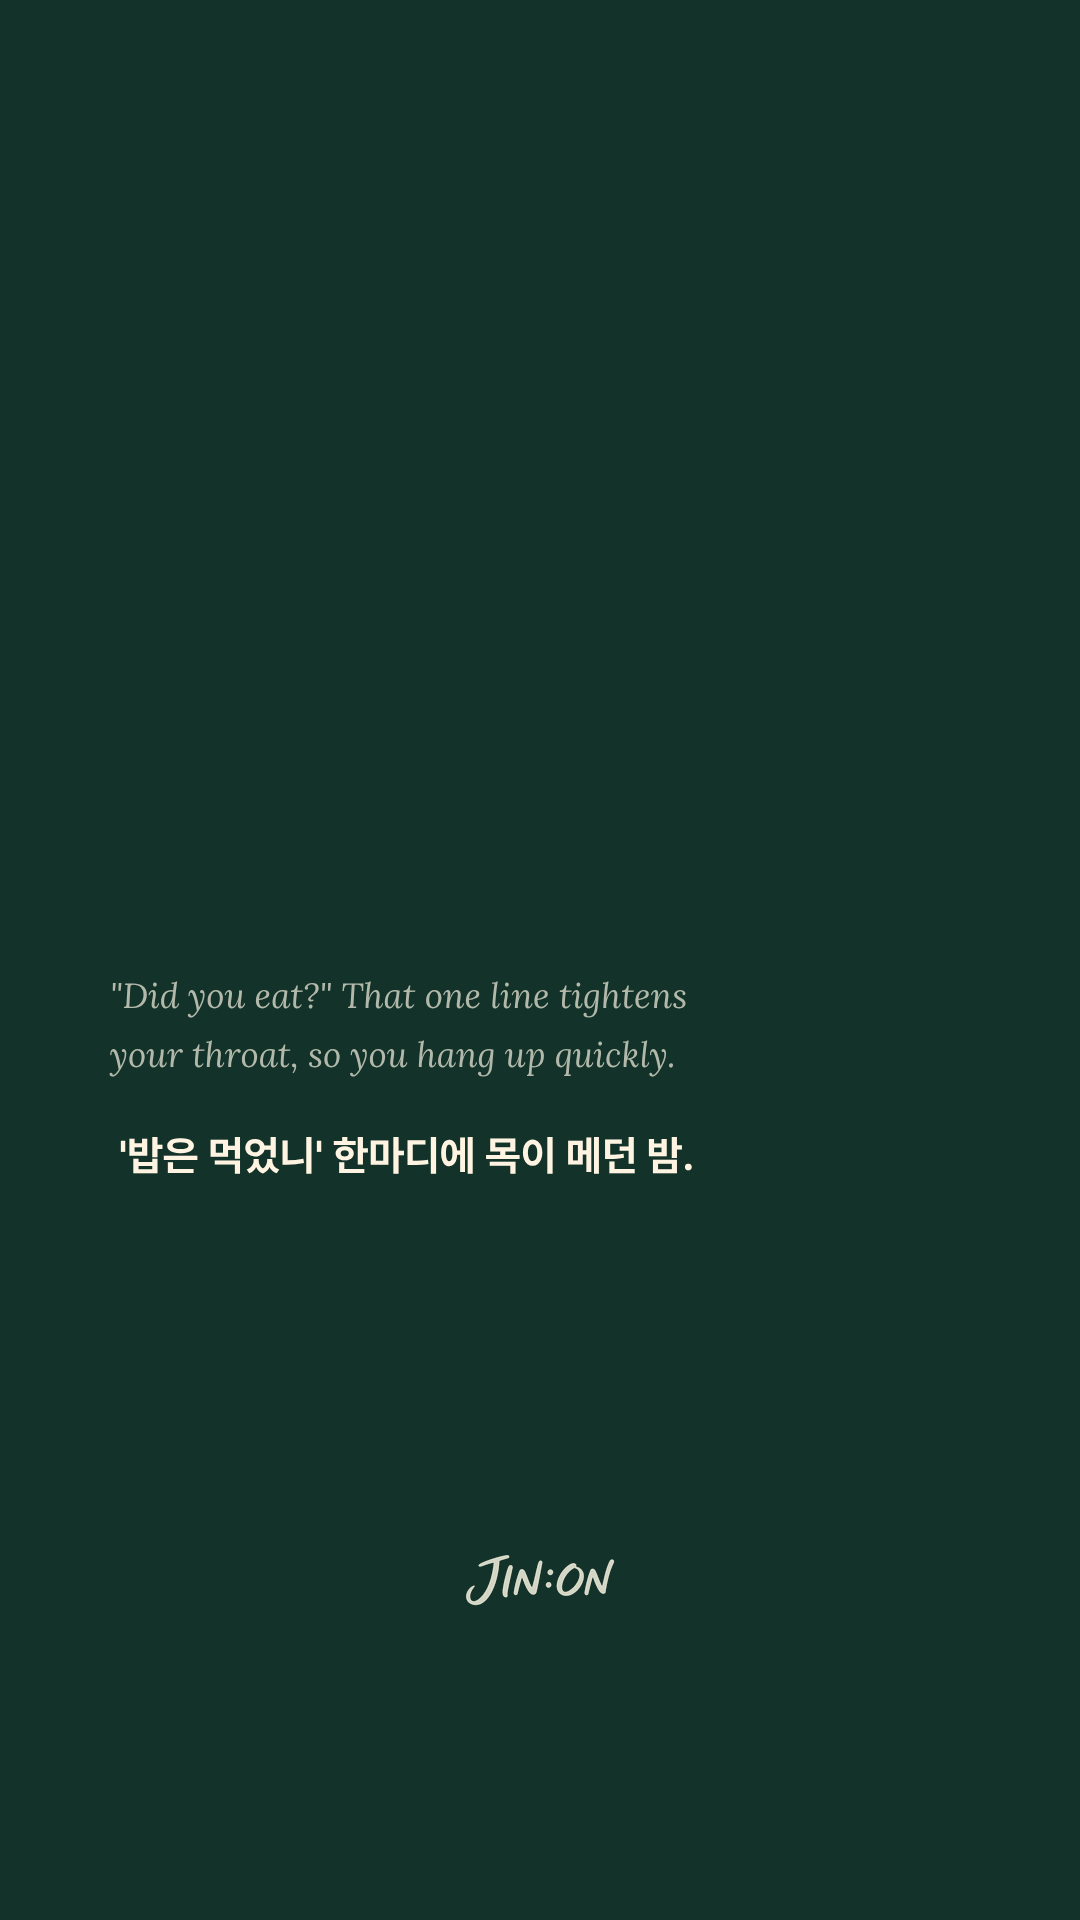 "Did you eat?" That one line tightens
your throat, so you hang up quickly.
'밥은 먹었니' 한마디에 목이 메던 밤.
JIN:ON